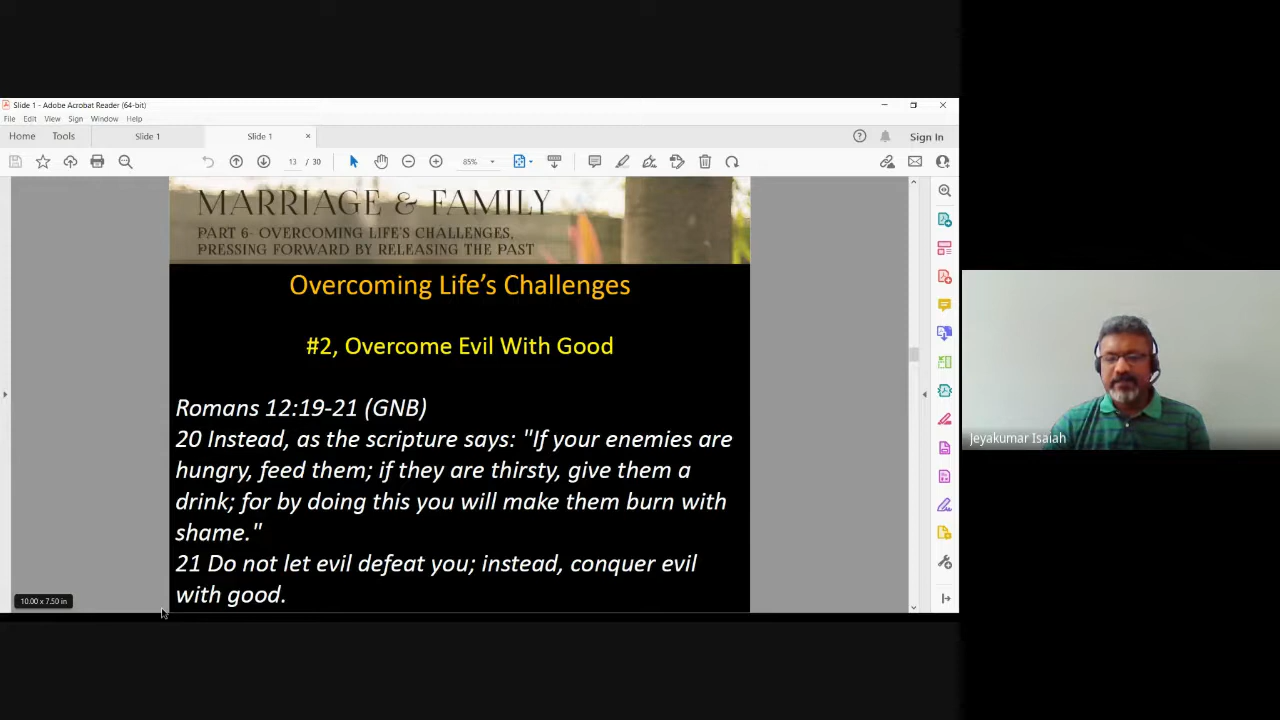 Slide 1 - Adobe Acrobat Reader (64-bit)
File Edit View Sign Window Help
Home Tools Slide 1 Slide 1 × Sign In
13 / 30 85%
MARRIAGE & FAMILY
PART 6- OVERCOMING LIFE'S CHALLENGES,
PRESSING FORWARD BY RELEASING THE PAST
Overcoming Life's Challenges
#2, Overcome Evil With Good
Romans 12:19-21 (GNB)
20 Instead, as the scripture says: "If your enemies are
hungry, feed them; if they are thirsty, give them a
drink; for by doing this you will make them burn with
shame."
21 Do not let evil defeat you; instead, conquer evil
with good.
10.00 x 7.50 in
Jeyakumar Isaiah